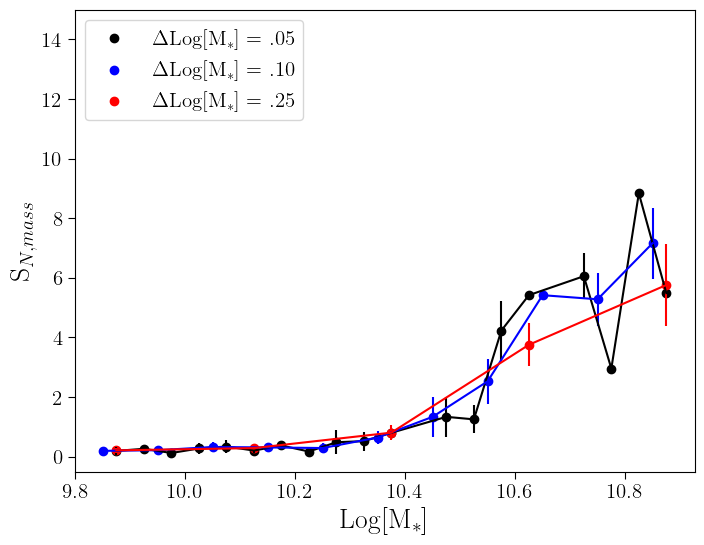 ΔLog[M*] = .05
ΔLog[M*] = .10
ΔLog[M*] = .25
14
12
10
8
6
4
2
0
S_{N,mass}
9.8 10.0 10.2 10.4 10.6 10.8
Log[M*]